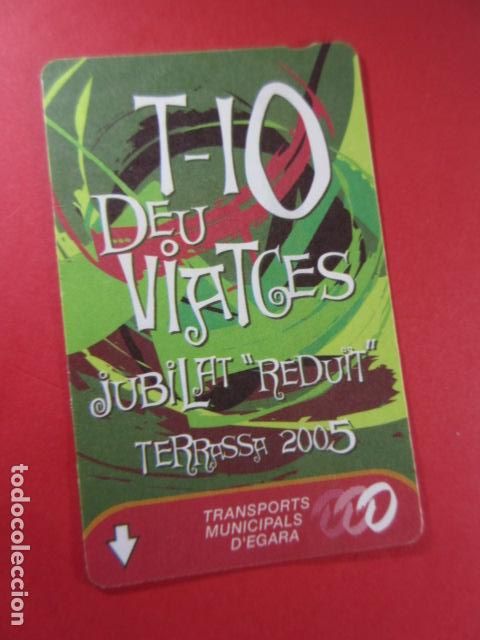 T-10
DEU
VIATGES
JUBILAT "REDUÏT"
TERRASSA 2005
TRANSPORTS
MUNICIPALS
D'EGARA
todocoleccion